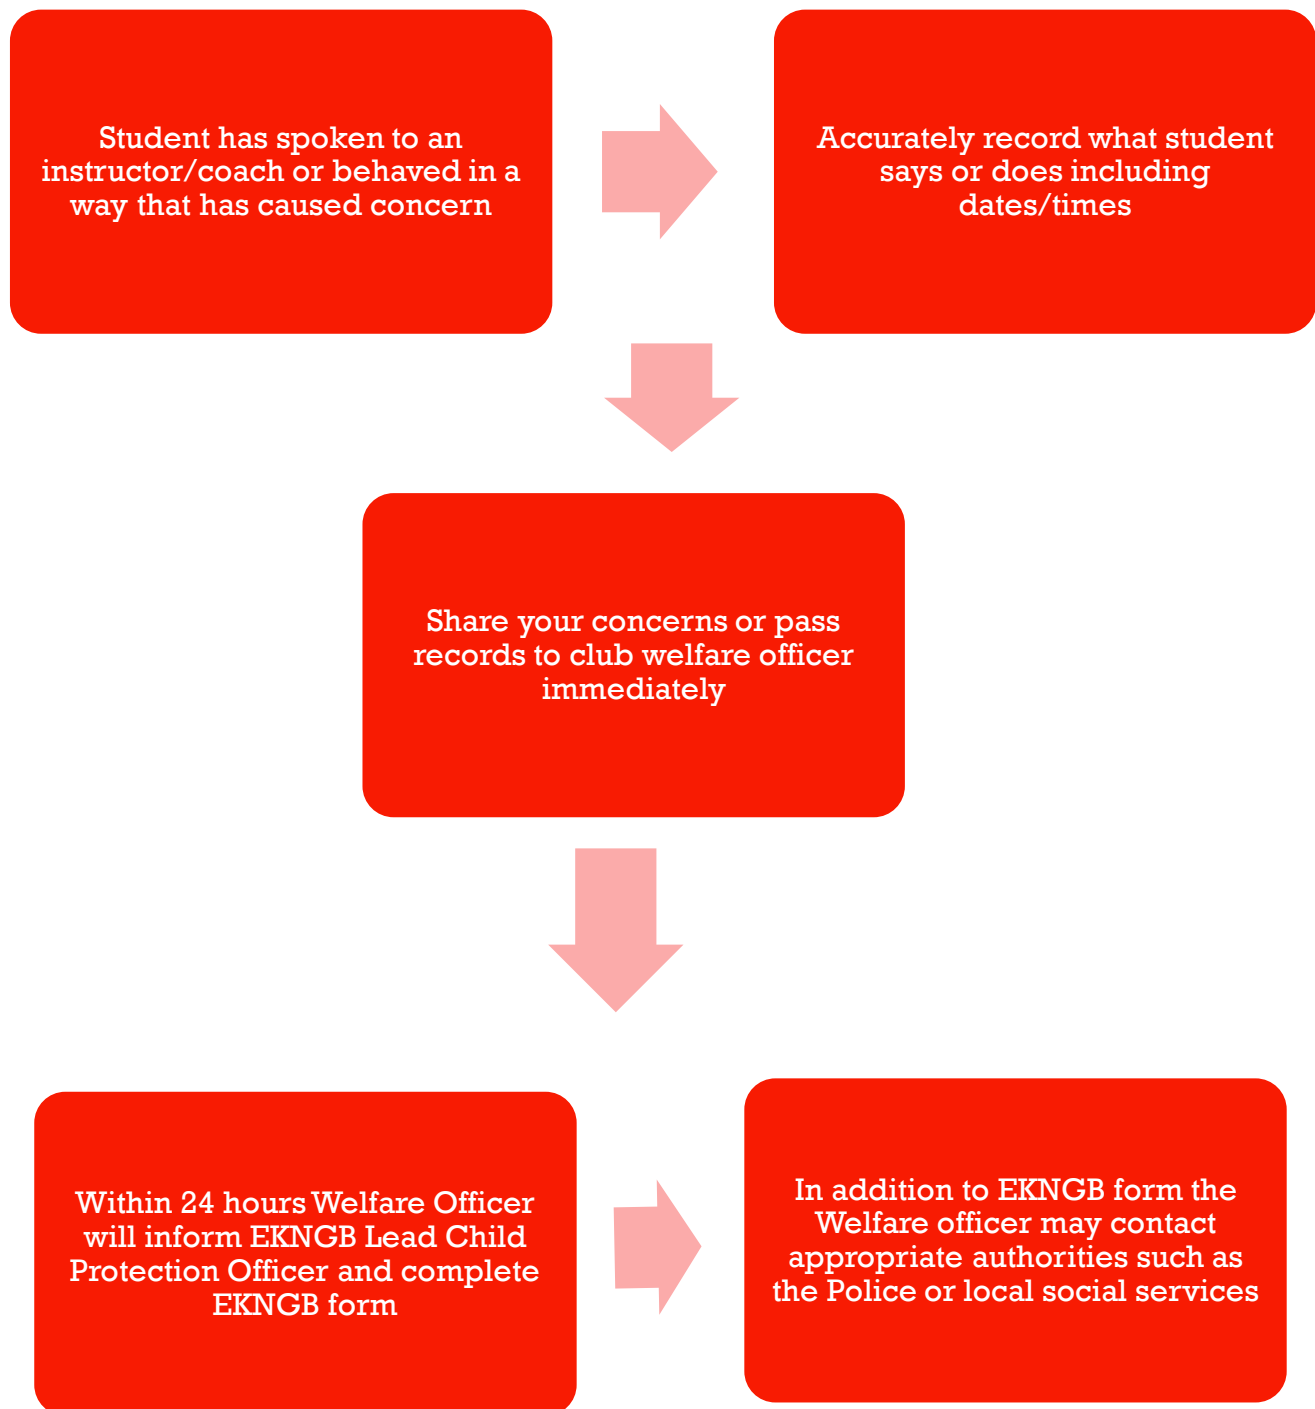 Student has spoken to an
instructor/coach or behaved in a
way that has caused concern
Accurately record what student
says or does including
dates/times
Share your concerns or pass
records to club welfare officer
immediately
Within 24 hours Welfare Officer
will inform EKNGB Lead Child
Protection Officer and complete
EKNGB form
In addition to EKNGB form the
Welfare officer may contact
appropriate authorities such as
the Police or local social services